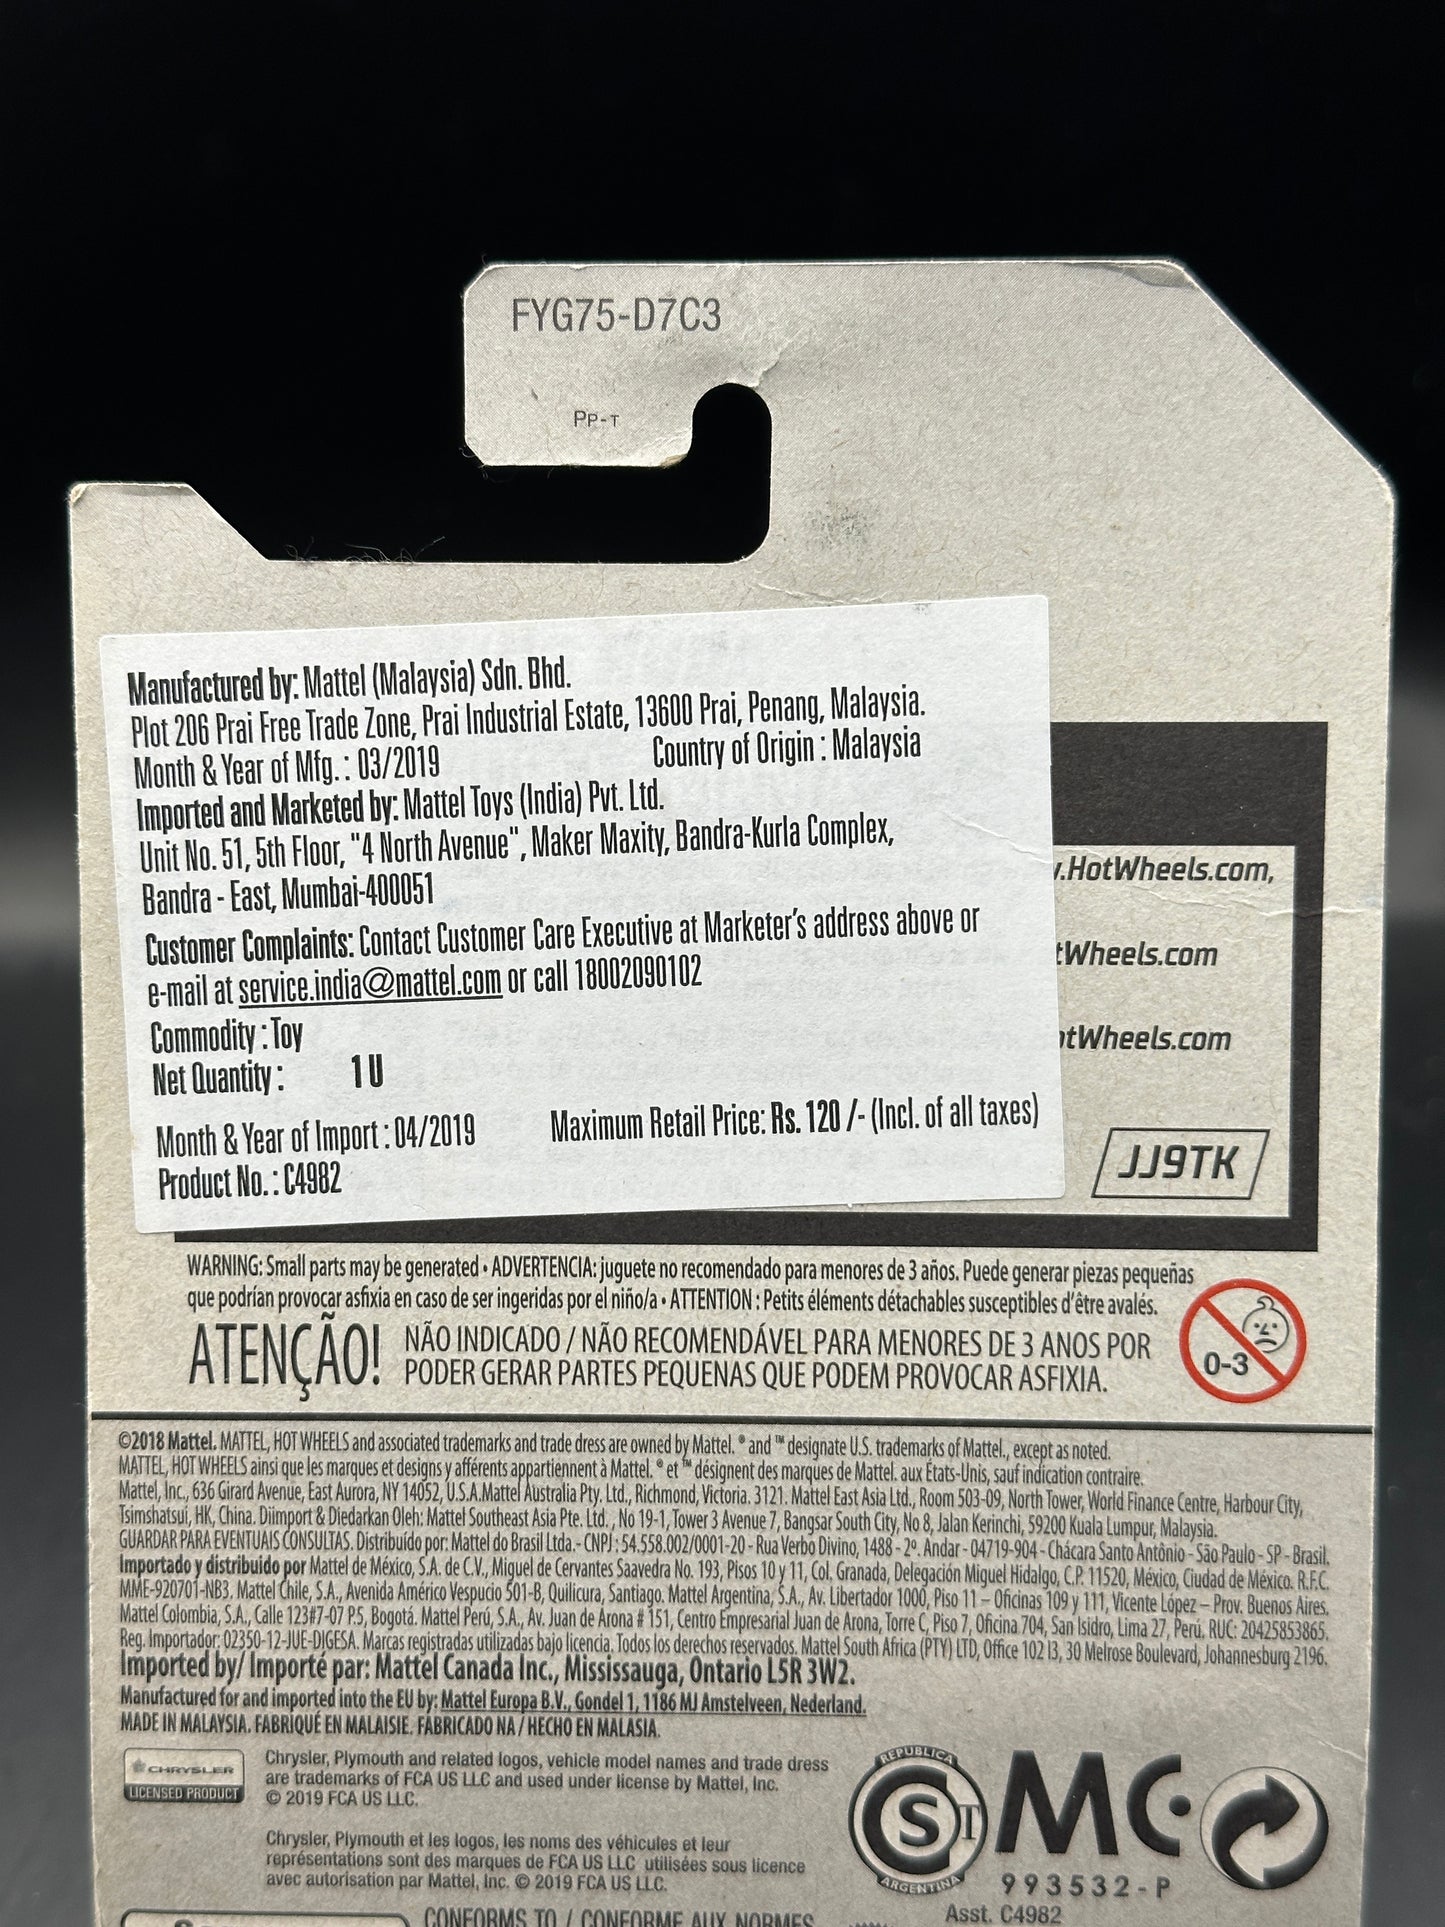 FYG75-D7C3
PP-T
Manufactured by: Mattel (Malaysia) Sdn. Bhd.
Plot 206 Prai Free Trade Zone, Prai Industrial Estate, 13600 Prai, Penang, Malaysia.
Month & Year of Mfg. : 03/2019 Country of Origin : Malaysia
Imported and Marketed by: Mattel Toys (India) Pvt. Ltd.
Unit No. 51, 5th Floor, "4 North Avenue", Maker Maxity, Bandra-Kurla Complex,
Bandra - East, Mumbai-400051
Customer Complaints: Contact Customer Care Executive at Marketer's address above or
e-mail at service.india@mattel.com or call 18002090102
Commodity : Toy
Net Quantity : 1 U
Month & Year of Import : 04/2019 Maximum Retail Price: Rs. 120 /- (Incl. of all taxes)
Product No. : C4982
.HotWheels.com,
tWheels.com
tWheels.com
JJ9TK
WARNING: Small parts may be generated • ADVERTENCIA: juguete no recomendado para menores de 3 años. Puede generar piezas pequeñas
que podrían provocar asfixia en caso de ser ingeridas por el niño/a • ATTENTION : Petits éléments détachables susceptibles d'être avalés.
ATENÇÃO! NÃO INDICADO / NÃO RECOMENDÁVEL PARA MENORES DE 3 ANOS POR
PODER GERAR PARTES PEQUENAS QUE PODEM PROVOCAR ASFIXIA.
0-3
©2018 Mattel. MATTEL, HOT WHEELS and associated trademarks and trade dress are owned by Mattel. ® and ™ designate U.S. trademarks of Mattel., except as noted.
MATTEL, HOT WHEELS ainsi que les marques et designs y afférents appartiennent à Mattel. ® et ™ désignent des marques de Mattel. aux États-Unis, sauf indication contraire.
Mattel, Inc., 636 Girard Avenue, East Aurora, NY 14052, U.S.A.Mattel Australia Pty. Ltd., Richmond, Victoria. 3121. Mattel East Asia Ltd., Room 503-09, North Tower, World Finance Centre, Harbour City,
Tsimshatsui, HK, China. Diimport & Diedarkan Oleh: Mattel Southeast Asia Pte. Ltd. , No 19-1, Tower 3 Avenue 7, Bangsar South City, No 8, Jalan Kerinchi, 59200 Kuala Lumpur, Malaysia.
GUARDAR PARA EVENTUAIS CONSULTAS. Distribuído por: Mattel do Brasil Ltda.- CNPJ : 54.558.002/0001-20 - Rua Verbo Divino, 1488 - 2º. Andar - 04719-904 - Chácara Santo Antônio - São Paulo - SP - Brasil.
Importado y distribuido por Mattel de México, S.A. de C.V., Miguel de Cervantes Saavedra No. 193, Pisos 10 y 11, Col. Granada, Delegación Miguel Hidalgo, C.P. 11520, México, Ciudad de México. R.F.C.
MME-920701-NB3. Mattel Chile, S.A., Avenida Américo Vespucio 501-B, Quilicura, Santiago. Mattel Argentina, S.A., Av. Libertador 1000, Piso 11 – Oficinas 109 y 111, Vicente López – Prov. Buenos Aires.
Mattel Colombia, S.A., Calle 123#7-07 P.5, Bogotá. Mattel Perú, S.A., Av. Juan de Arona # 151, Centro Empresarial Juan de Arona, Torre C, Piso 7, Oficina 704, San Isidro, Lima 27, Perú. RUC: 20425853865.
Reg. Importador: 02350-12-JUE-DIGESA. Marcas registradas utilizadas bajo licencia. Todos los derechos reservados. Mattel South Africa (PTY) LTD, Office 102 I3, 30 Melrose Boulevard, Johannesburg 2196.
Imported by/ Importé par: Mattel Canada Inc., Mississauga, Ontario L5R 3W2.
Manufactured for and imported into the EU by: Mattel Europa B.V., Gondel 1, 1186 MJ Amstelveen, Nederland.
MADE IN MALAYSIA. FABRIQUÉ EN MALAISIE. FABRICADO NA / HECHO EN MALASIA.
CHRYSLER
LICENSED PRODUCT
Chrysler, Plymouth and related logos, vehicle model names and trade dress
are trademarks of FCA US LLC and used under license by Mattel, Inc.
© 2019 FCA US LLC.
Chrysler, Plymouth et les logos, les noms des véhicules et leur
représentations sont des marques de FCA US LLC utilisées sous licence
avec autorisation par Mattel, Inc. © 2019 FCA US LLC.
REPUBLICA
S T
ARGENTINA
MC
993532-P
Asst. C4982
CONFORMS TO / CONFORME AUX NORMES